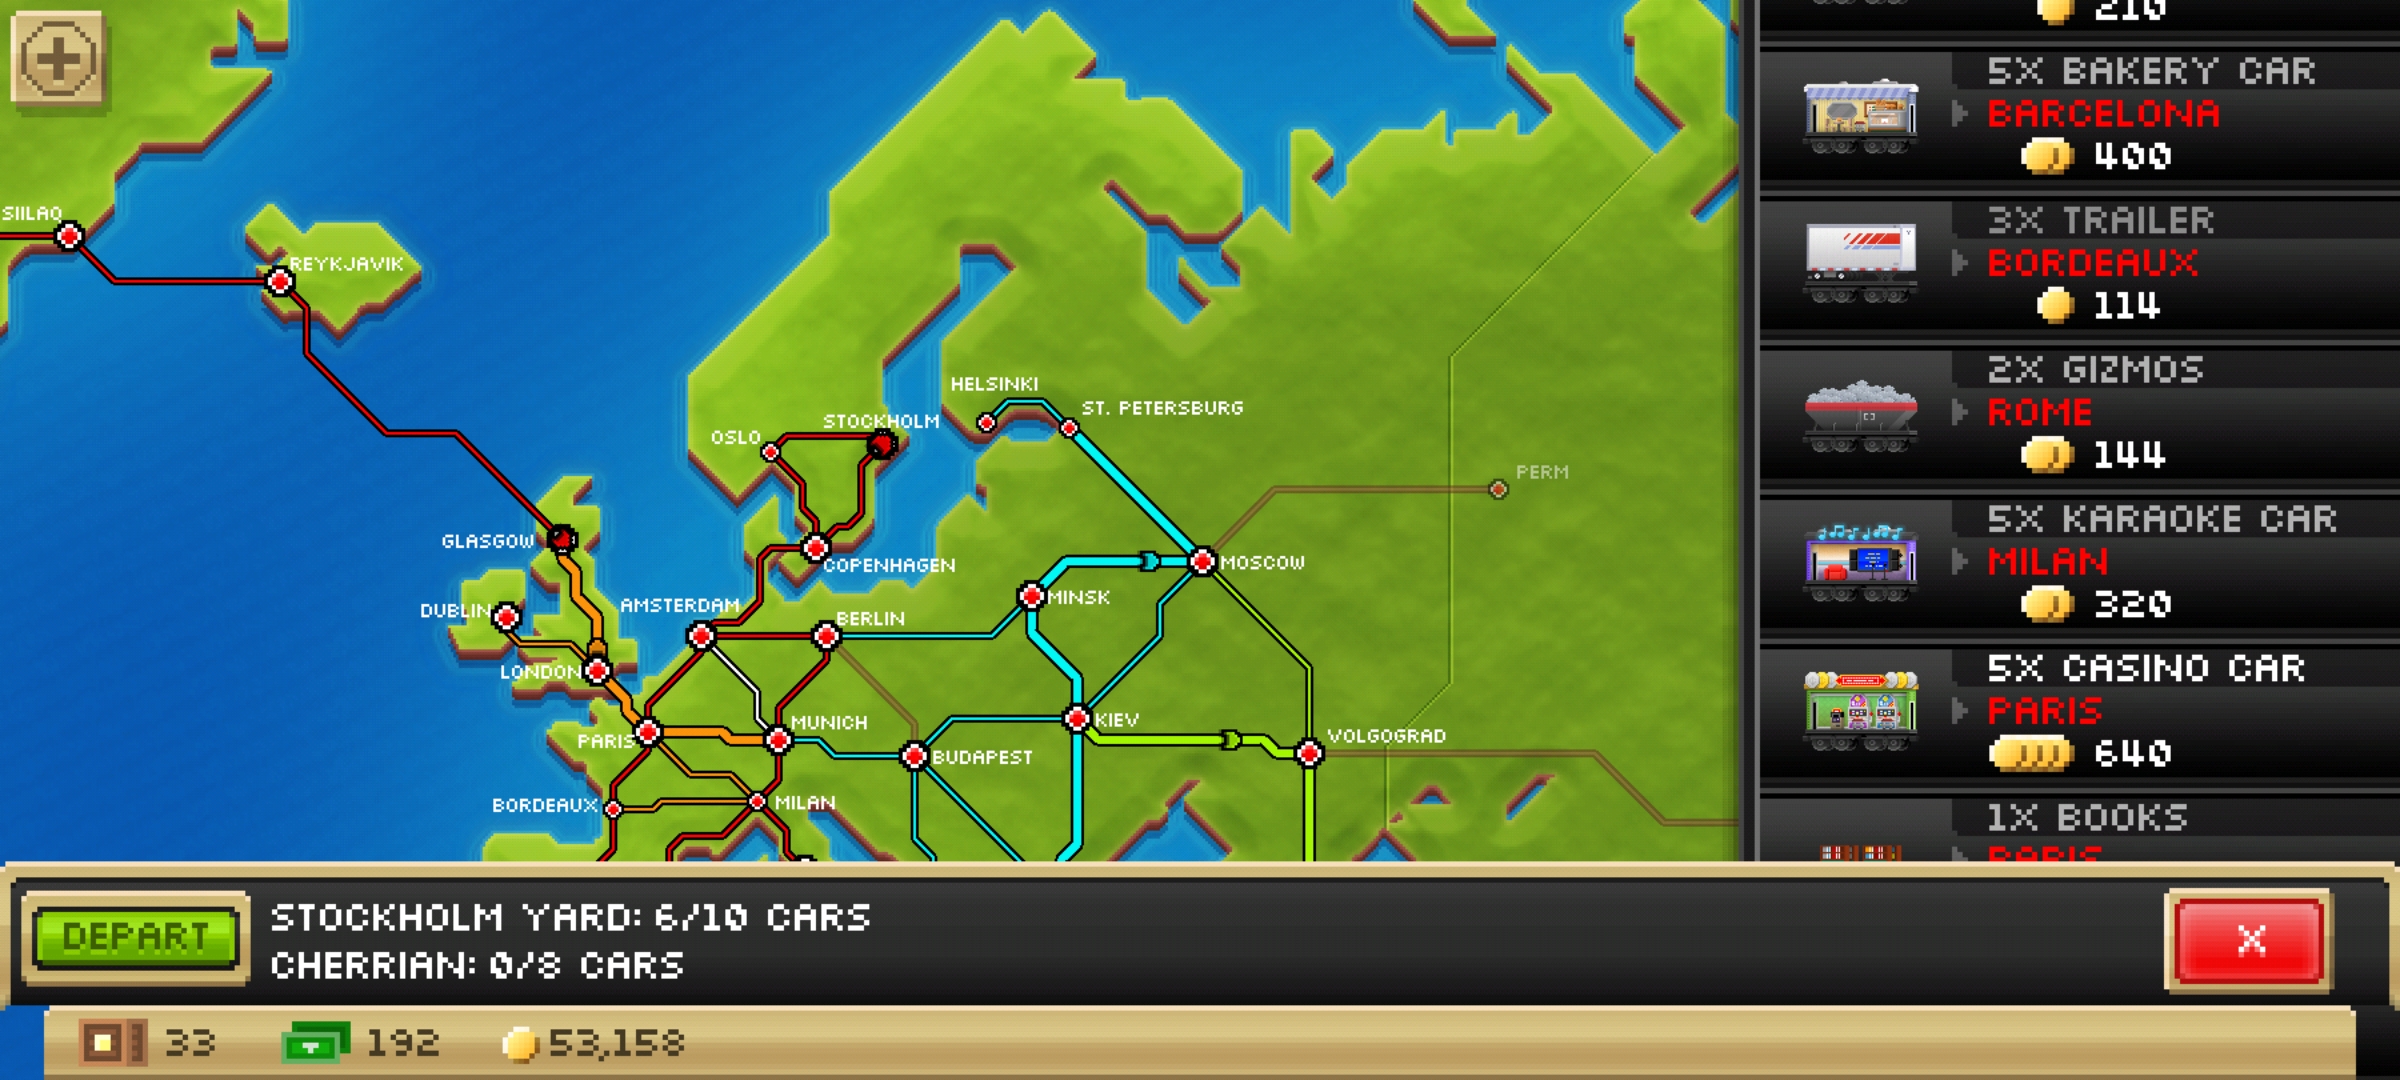 210
5X BAKERY CAR
BARCELONA
400
3X TRAILER
BORDEAUX
114
2X GIZMOS
ROME
144
5X KARAOKE CAR
MILAN
320
5X CASINO CAR
PARIS
640
1X BOOKS
PARIS
SIILAQ
REYKJAVIK
HELSINKI
ST. PETERSBURG
STOCKHOLM
OSLO
PERM
GLASGOW
COPENHAGEN
MOSCOW
MINSK
DUBLIN
AMSTERDAM
BERLIN
LONDON
MUNICH
KIEV
PARIS
VOLGOGRAD
BUDAPEST
BORDEAUX
MILAN
DEPART
STOCKHOLM YARD: 6/10 CARS
CHERRIAN: 0/8 CARS
X
33
192
53,158